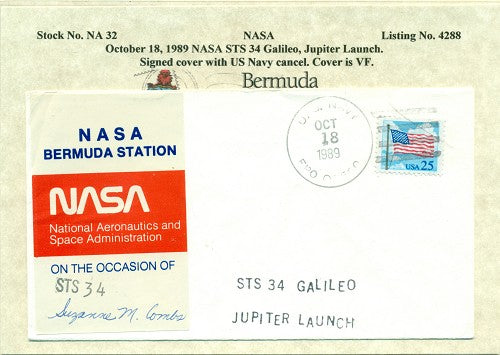 Stock No. NA 32 NASA Listing No. 4288
October 18, 1989 NASA STS 34 Galileo, Jupiter Launch.
Signed cover with US Navy cancel. Cover is VF.
Bermuda
NASA
BERMUDA STATION
NASA
National Aeronautics and
Space Administration
ON THE OCCASION OF
STS 34
Suzanne M. Combs
NAVY
OCT
18
1989
FPO
USA 25
STS 34 GALILEO
JUPITER LAUNCH